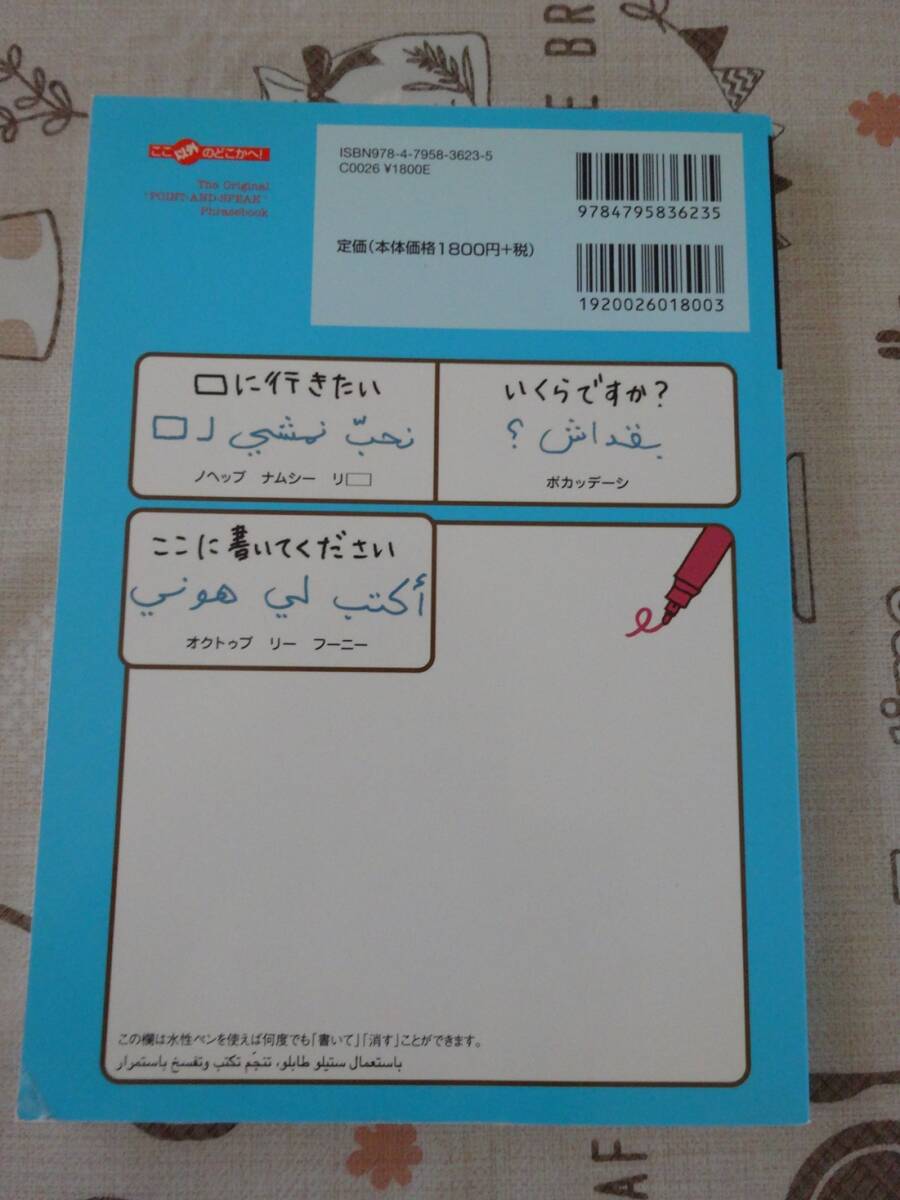 ここ以外のどこかへ!
The Original
"POINT-AND-SPEAK"
Phrasebook
ISBN978-4-7958-3623-5
C0026 ¥1800E
9784795836235
定価(本体価格1800円+税)
1920026018003
□に行きたい
نحبّ نمشي لـ □
ノヘップ ナムシー リ□
いくらですか?
بقداش ؟
ボカッデーシ
ここに書いてください
أكتب لي هوني
オクトゥブ リー フーニー
この欄は水性ペンを使えば何度でも「書いて」「消す」ことができます。
باستعمال ستيلو طابلو، تنجّم تكتب وتفسخ باستمرار
BRE
AF